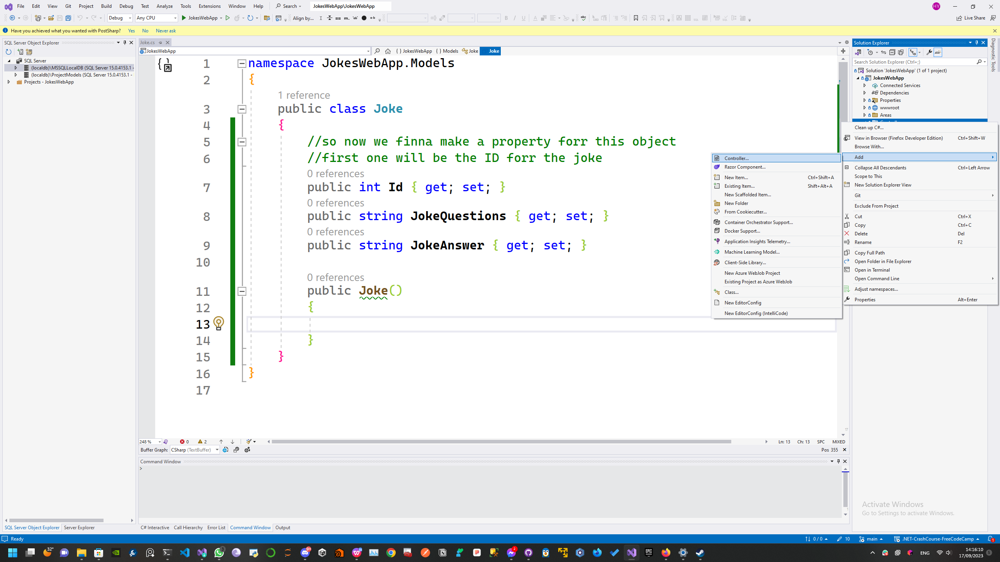 File Edit View Git Project Build Debug Test Analyze Tools Extensions Window Help Search JokesWebApp\JokesWebApp HY
Debug Any CPU JokesWebApp Align by... Live Share
Have you achieved what you wanted with PostSharp? Yes No Never ask
SQL Server Object Explorer
SQL Server
(localdb)\MSSQLLocalDB (SQL Server 15.0.4153.1 -
(localdb)\ProjectModels (SQL Server 15.0.4153.1 -
Projects - JokesWebApp
SQL Server Object Explorer Server Explorer
Joke.cs
JokesWebApp { } JokesWebApp { } Models Joke Joke
1 namespace JokesWebApp.Models
2 {
1 reference
3 public class Joke
4 {
5 //so now we finna make a property forr this object
6 //first one will be the ID forr the joke
0 references
7 public int Id { get; set; }
0 references
8 public string JokeQuestions { get; set; }
0 references
9 public string JokeAnswer { get; set; }
10
0 references
11 public Joke()
12 {
13
14 }
15 }
16 }
17
248 % 0 2 Ln: 13 Ch: 13 SPC MIXED
Buffer Graph: CSharp (TextBuffer) Pos 355
Command Window
>
C# Interactive Call Hierarchy Error List Command Window Output
Solution Explorer
Search Solution Explorer (Ctrl+;)
Solution 'JokesWebApp' (1 of 1 project)
JokesWebApp
Connected Services
Dependencies
Properties
wwwroot
Areas
Clean up C#...
View in Browser (Firefox Developer Edition) Ctrl+Shift+W
Browse With...
Add
Collapse All Descendants Ctrl+Left Arrow
Scope to This
New Solution Explorer View
Git
Exclude From Project
Cut Ctrl+X
Copy Ctrl+C
Delete Del
Rename F2
Copy Full Path
Open Folder in File Explorer
Open in Terminal
Open Command Line
Adjust namespaces...
Properties Alt+Enter
Controller...
Razor Component...
New Item... Ctrl+Shift+A
Existing Item... Shift+Alt+A
New Scaffolded Item...
New Folder
From Cookiecutter...
Container Orchestrator Support...
Docker Support...
Application Insights Telemetry...
Machine Learning Model...
Client-Side Library...
New Azure WebJob Project
Existing Project as Azure WebJob
Class...
New EditorConfig
New EditorConfig (IntelliCode)
Diagnostic Tools
Activate Windows
Go to Settings to activate Windows.
Ready 0 / 0 10 main .NET-CrashCourse-FreeCodeCamp 1
32° 3 9+ 2 EPIC GAMES ENG 14:16:10 5
17/09/2023